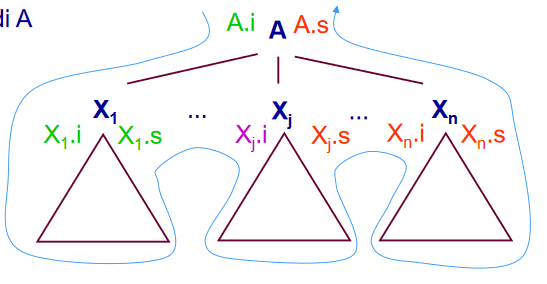 di A
A.i A A.s
X1 ... Xj ... Xn
X1.i X1.s Xj.i Xj.s Xn.i Xn.s